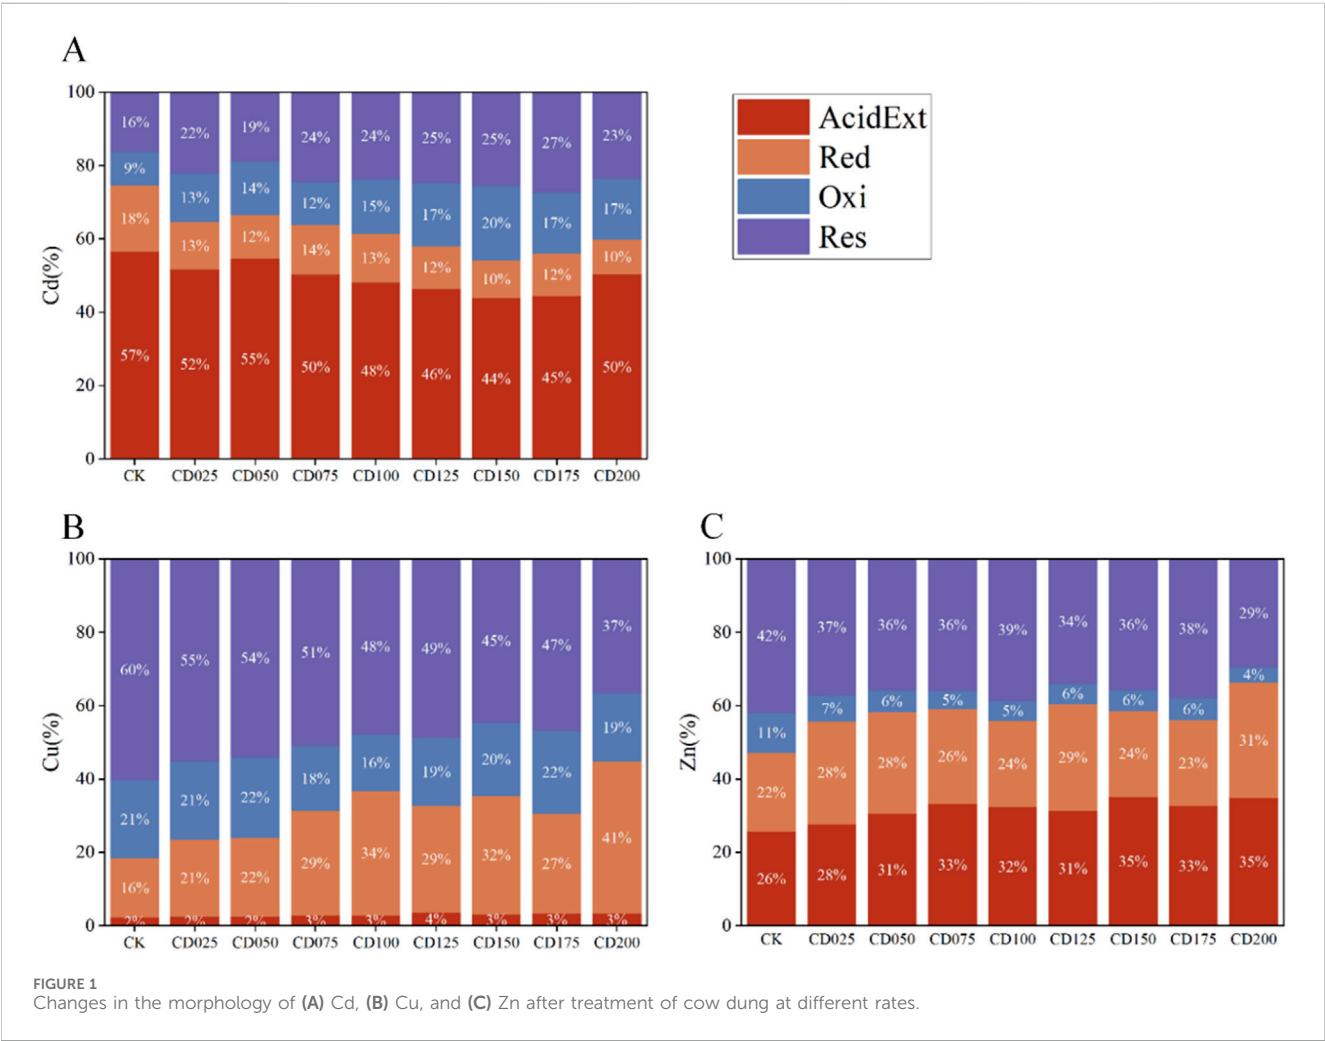 A
100
80
60
40
20
0
Cd(%)
16% 22% 19% 24% 24% 25% 25% 27% 23%
9% 13% 14% 12% 15% 17% 20% 17% 17%
18% 13% 12% 14% 13% 12% 10% 12% 10%
57% 52% 55% 50% 48% 46% 44% 45% 50%
CK CD025 CD050 CD075 CD100 CD125 CD150 CD175 CD200
AcidExt
Red
Oxi
Res
B
100
80
60
40
20
0
Cu(%)
60% 55% 54% 51% 48% 49% 45% 47% 37%
21% 21% 22% 18% 16% 19% 20% 22% 19%
16% 21% 22% 29% 34% 29% 32% 27% 41%
2% 2% 2% 3% 3% 4% 3% 3% 3%
CK CD025 CD050 CD075 CD100 CD125 CD150 CD175 CD200
C
100
80
60
40
20
0
Zn(%)
42% 37% 36% 36% 39% 34% 36% 38% 29%
11% 7% 6% 5% 5% 6% 6% 6% 4%
22% 28% 28% 26% 24% 29% 24% 23% 31%
26% 28% 31% 33% 32% 31% 35% 33% 35%
CK CD025 CD050 CD075 CD100 CD125 CD150 CD175 CD200
FIGURE 1
Changes in the morphology of (A) Cd, (B) Cu, and (C) Zn after treatment of cow dung at different rates.